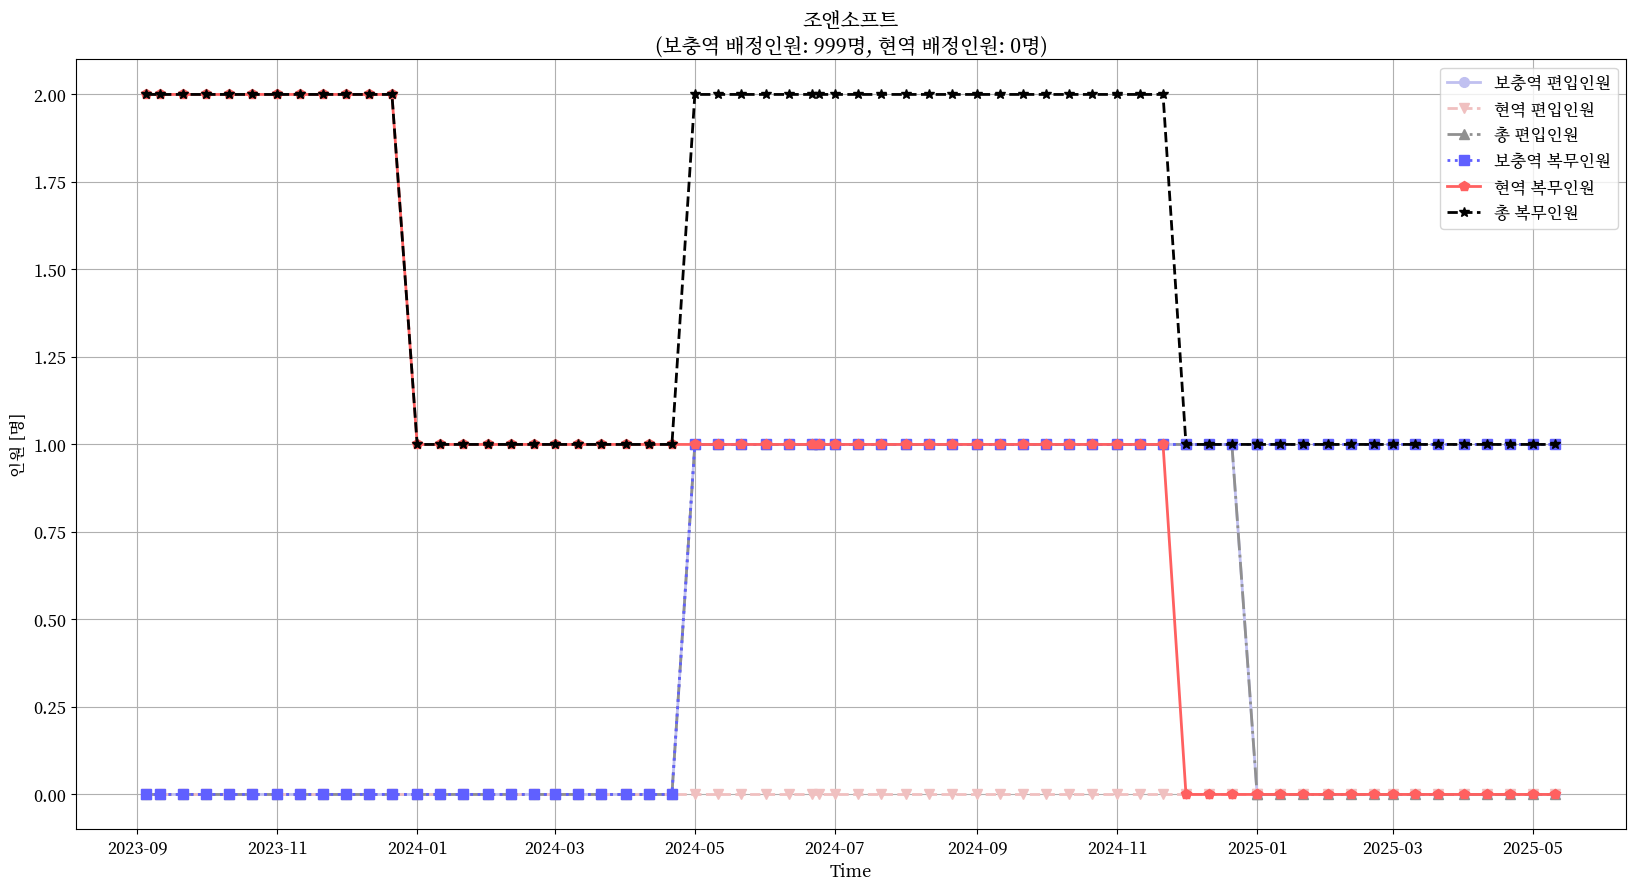 조앤소프트
(보충역 배정인원: 999명, 현역 배정인원: 0명)
보충역 편입인원
현역 편입인원
총 편입인원
보충역 복무인원
현역 복무인원
총 복무인원
인원 [명]
2.00
1.75
1.50
1.25
1.00
0.75
0.50
0.25
0.00
2023-09 2023-11 2024-01 2024-03 2024-05 2024-07 2024-09 2024-11 2025-01 2025-03 2025-05
Time